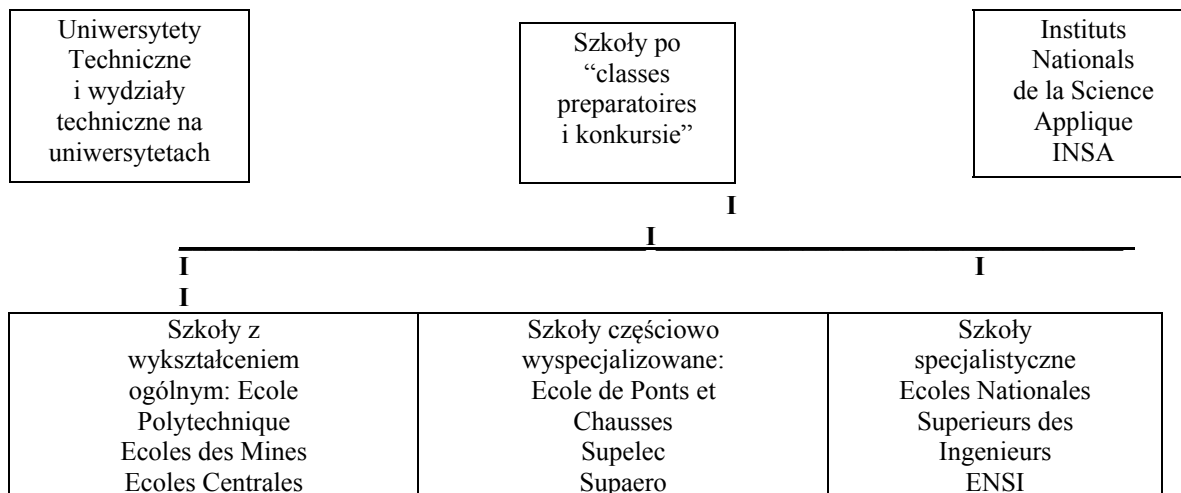 Uniwersytety
Techniczne
i wydziały
techniczne na
uniwersytetach
Szkoły po
“classes
preparatoires
i konkursie”
Instituts
Nationals
de la Science
Applique
INSA
I
I
I I
I
Szkoły z
wykształceniem
ogólnym: Ecole
Polytechnique
Ecoles des Mines
Ecoles Centrales
Szkoły częściowo
wyspecjalizowane:
Ecole de Ponts et
Chausses
Supelec
Supaero
Szkoły
specjalistyczne
Ecoles Nationales
Superieurs des
Ingenieurs
ENSI